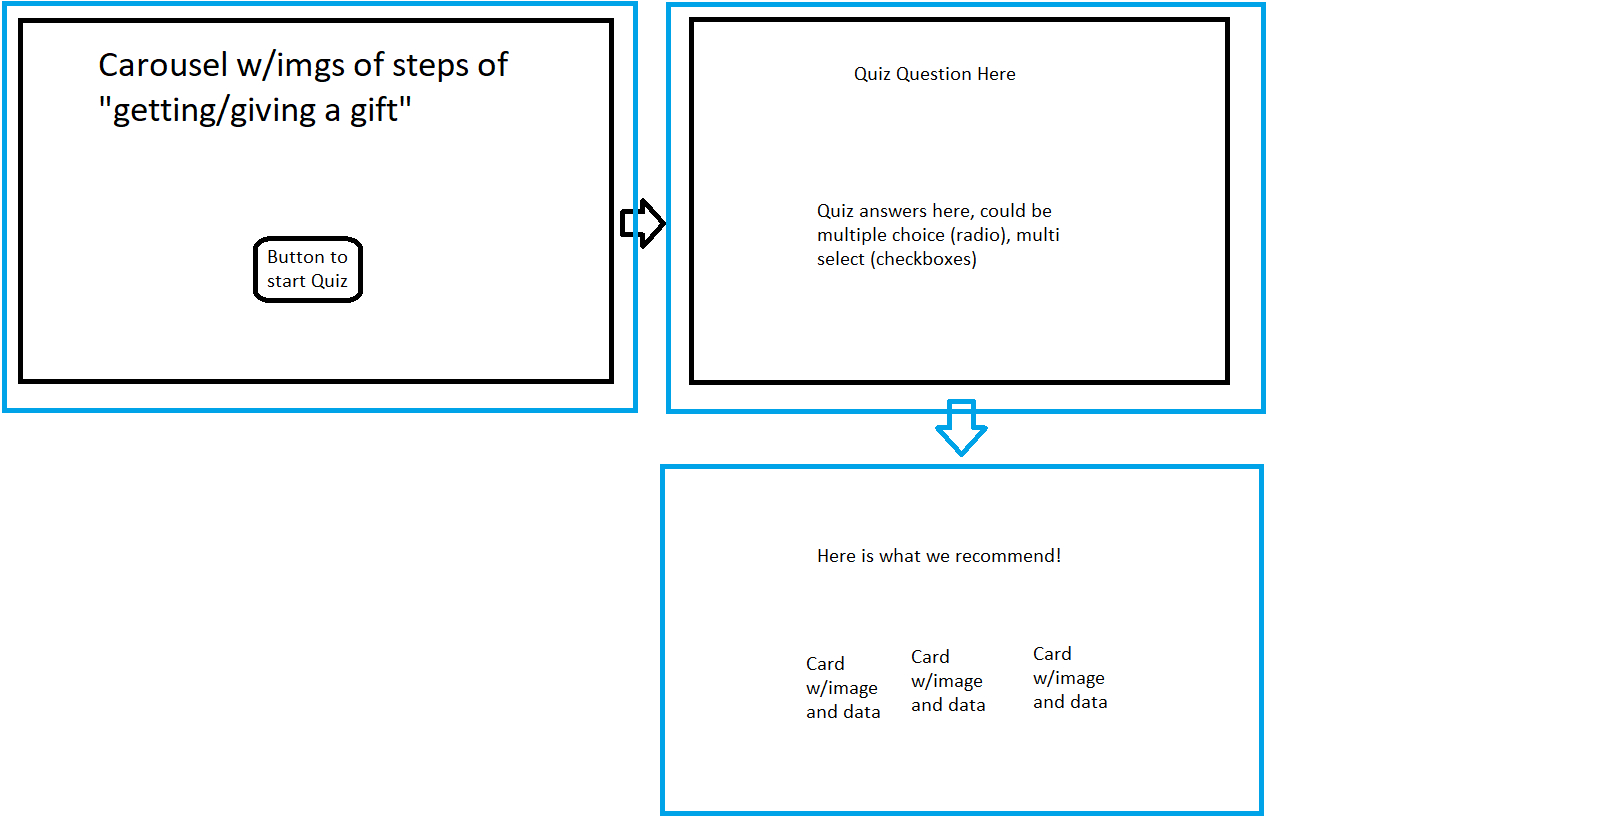 Carousel w/imgs of steps of
"getting/giving a gift"
Button to
start Quiz
Quiz Question Here
Quiz answers here, could be
multiple choice (radio), multi
select (checkboxes)
Here is what we recommend!
Card
w/image
and data
Card
w/image
and data
Card
w/image
and data